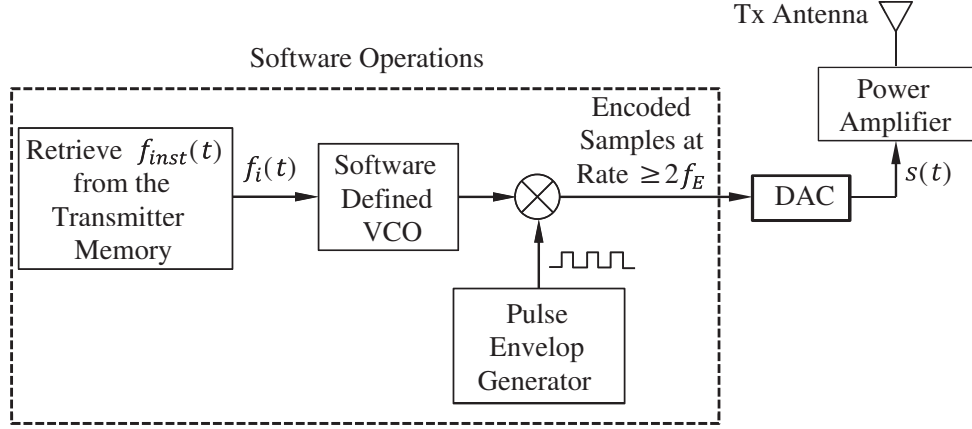 Tx Antenna
Software Operations
Power
Amplifier
Encoded
Samples at
Rate ≥2f_E
Retrieve f_inst(t)
from the
Transmitter
Memory
f_i(t)
Software
Defined
VCO
DAC
s(t)
Pulse
Envelop
Generator